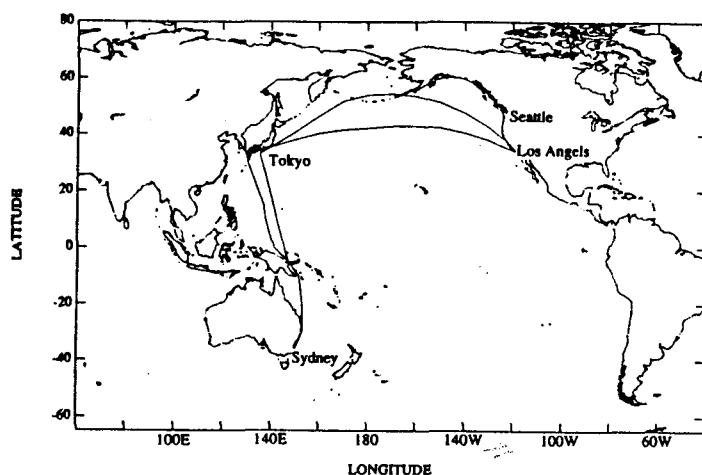 80
60
40
20
0
-20
-40
-60
LATITUDE
Seattle
Los Angels
Tokyo
Sydney
100E
140E
180
140W
100W
60W
LONGITUDE